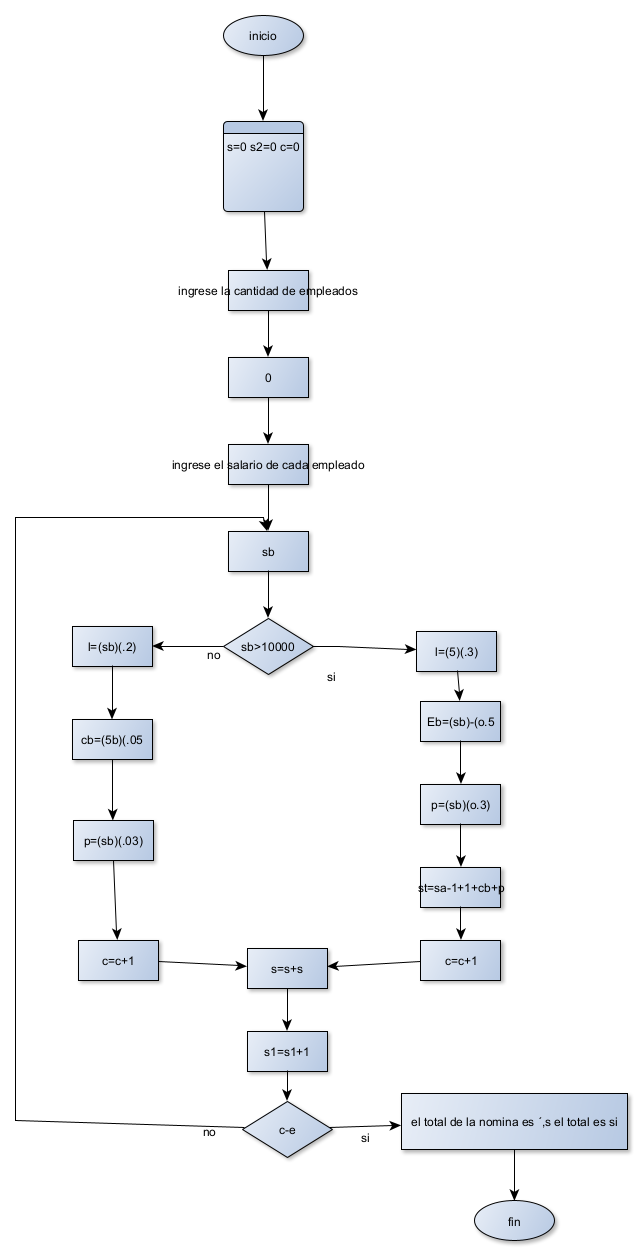 inicio
s=0 s2=0 c=0
ingrese la cantidad de empleados
0
ingrese el salario de cada empleado
sb
sb>10000
no
si
I=(sb)(.2)
cb=(5b)(.05
p=(sb)(.03)
c=c+1
I=(5)(.3)
Eb=(sb)-(o.5
p=(sb)(o.3)
st=sa-1+1+cb+p
c=c+1
s=s+s
s1=s1+1
c-e
no
si
el total de la nomina es ´,s el total es si
fin